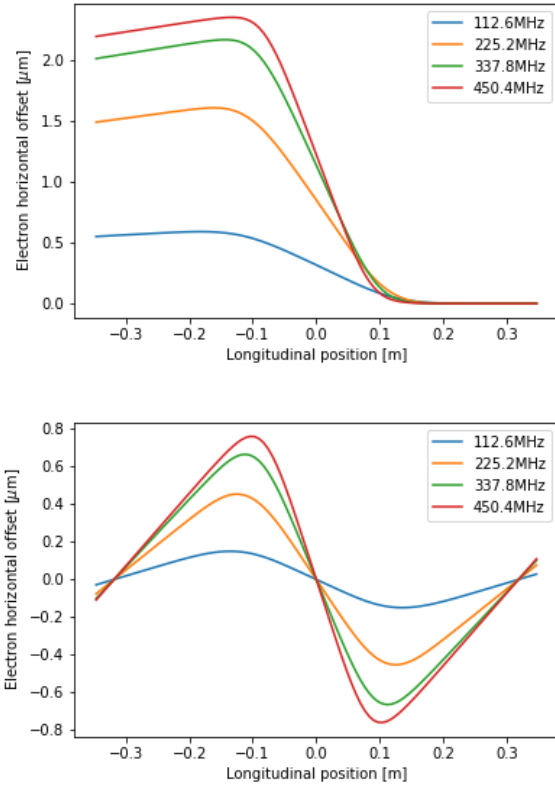 2.0
1.5
1.0
0.5
0.0
Electron horizontal offset [μm]
112.6MHz
225.2MHz
337.8MHz
450.4MHz
−0.3 −0.2 −0.1 0.0 0.1 0.2 0.3
Longitudinal position [m]
0.8
0.6
0.4
0.2
0.0
−0.2
−0.4
−0.6
−0.8
Electron horizontal offset [μm]
112.6MHz
225.2MHz
337.8MHz
450.4MHz
−0.3 −0.2 −0.1 0.0 0.1 0.2 0.3
Longitudinal position [m]